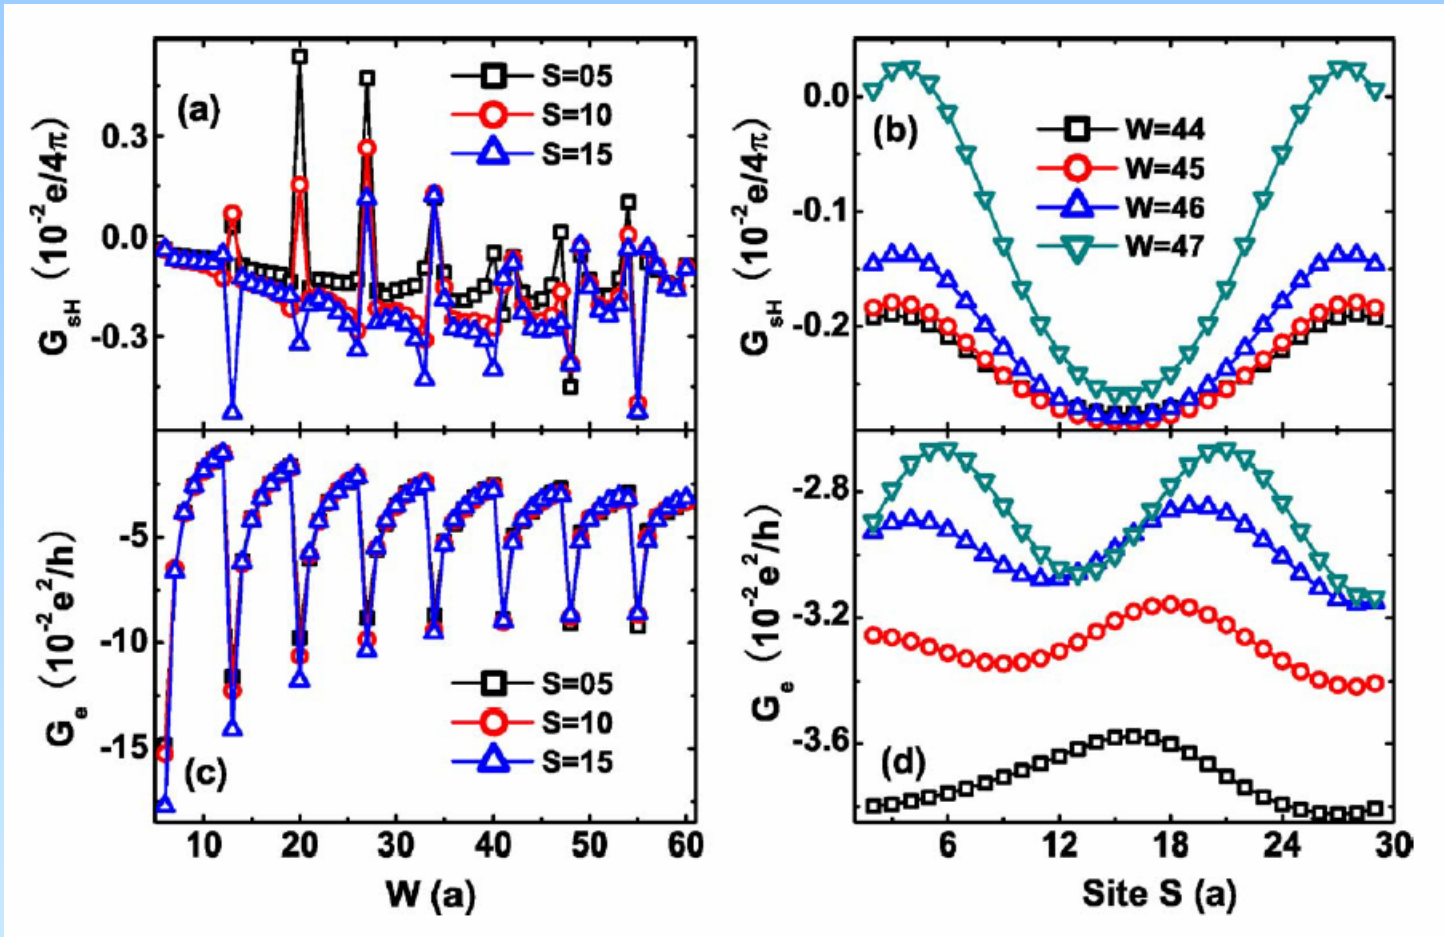 (a)
S=05
S=10
S=15
0.3
0.0
-0.3
G_sH (10^-2 e/4π)
(b)
W=44
W=45
W=46
W=47
0.0
-0.1
-0.2
G_sH (10^-2 e/4π)
-5
-10
-15
G_e (10^-2 e^2/h)
S=05
S=10
S=15
(c)
10 20 30 40 50 60
W (a)
-2.8
-3.2
-3.6
G_e (10^-2 e^2/h)
(d)
6 12 18 24 30
Site S (a)